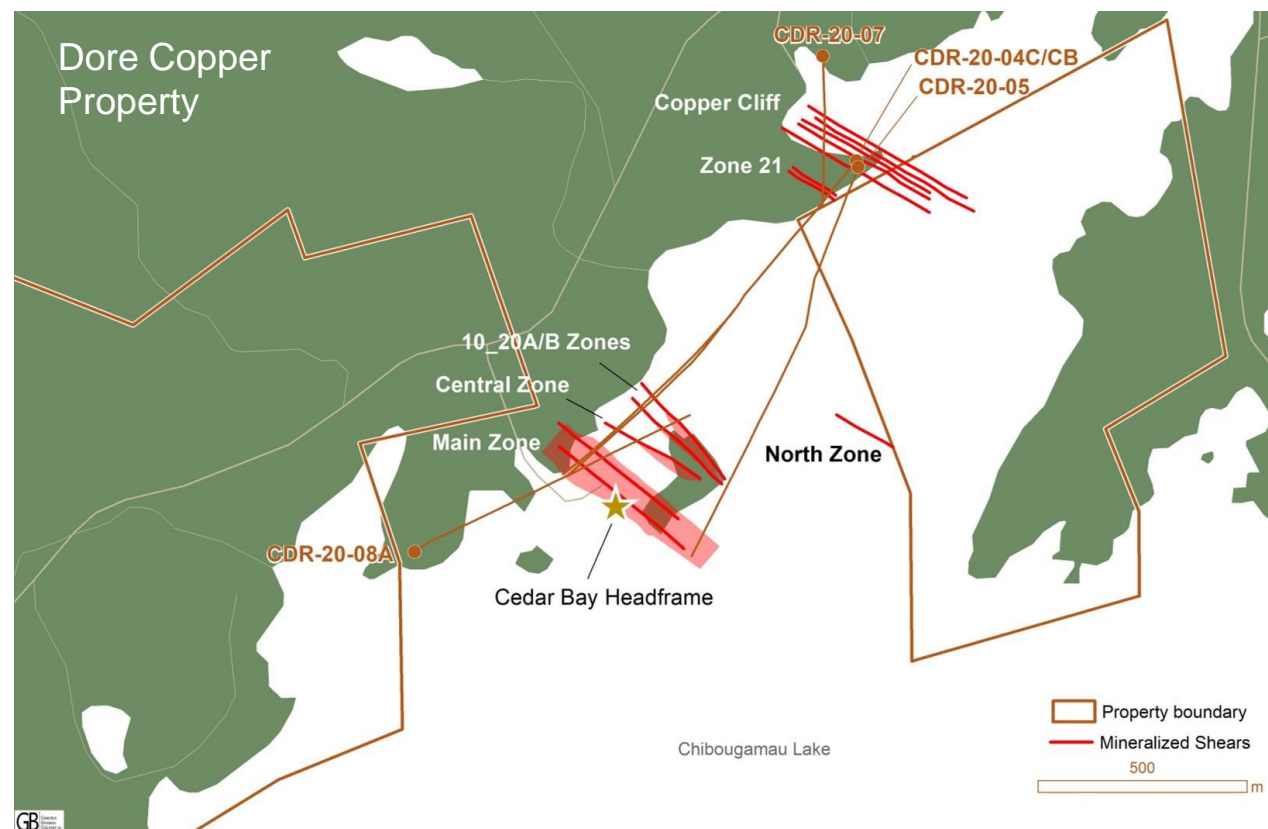 Dore Copper
Property
CDR-20-07
CDR-20-04C/CB
CDR-20-05
Copper Cliff
Zone 21
10_20A/B Zones
Central Zone
Main Zone
North Zone
CDR-20-08A
Cedar Bay Headframe
Chibougamau Lake
Property boundary
Mineralized Shears
500
m
GB